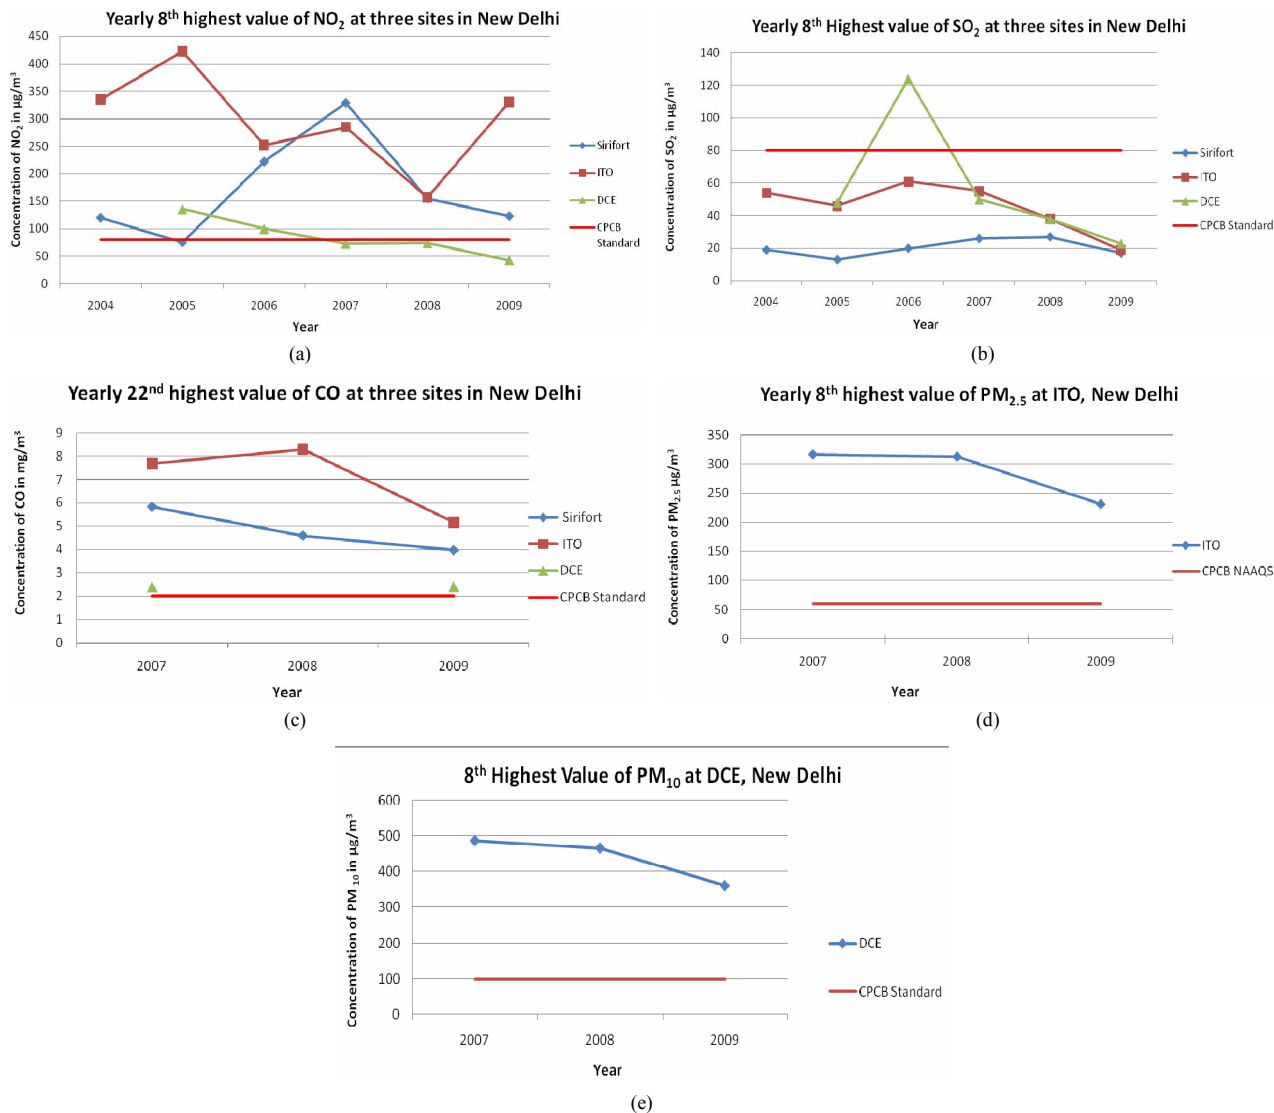 Yearly 8th highest value of NO2 at three sites in New Delhi
Concentration of NO2 in µg/m3
450
400
350
300
250
200
150
100
50
0
2004 2005 2006 2007 2008 2009
Year
Sirifort
ITO
DCE
CPCB
Standard
(a)
Yearly 8th Highest value of SO2 at three sites in New Delhi
Concentration of SO2 in µg/m3
140
120
100
80
60
40
20
0
2004 2005 2006 2007 2008 2009
Year
Sirifort
ITO
DCE
CPCB Standard
(b)
Yearly 22nd highest value of CO at three sites in New Delhi
Concentration of CO in mg/m3
9
8
7
6
5
4
3
2
1
0
2007 2008 2009
Year
Sirifort
ITO
DCE
CPCB Standard
(c)
Yearly 8th highest value of PM2.5 at ITO, New Delhi
Concentration of PM2.5 µg/m3
350
300
250
200
150
100
50
0
2007 2008 2009
Year
ITO
CPCB NAAQS
(d)
8th Highest Value of PM10 at DCE, New Delhi
Concentration of PM 10 in µg/m3
600
500
400
300
200
100
0
2007 2008 2009
Year
DCE
CPCB Standard
(e)